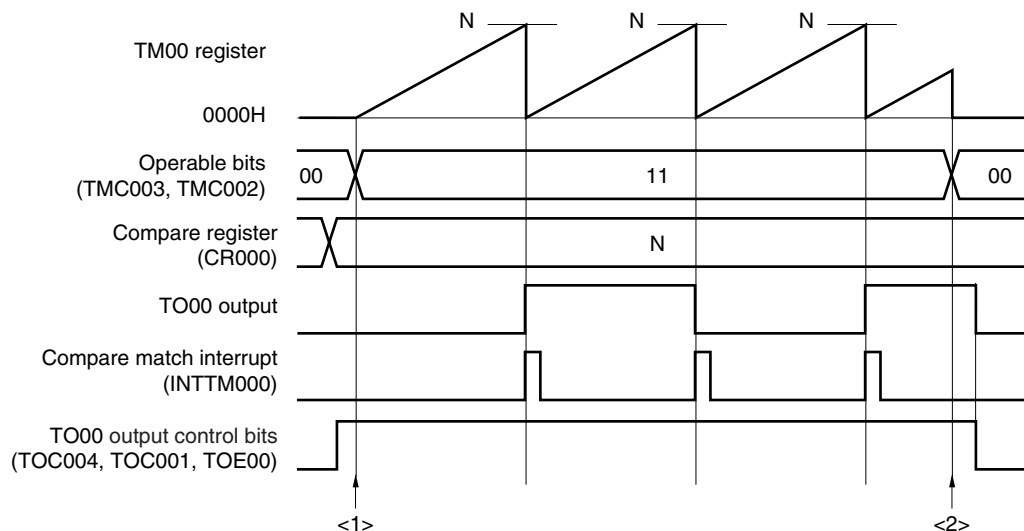 N N N
TM00 register
0000H
Operable bits
(TMC003, TMC002)
00 11 00
Compare register
(CR000)
N
TO00 output
Compare match interrupt
(INTTM000)
TO00 output control bits
(TOC004, TOC001, TOE00)
<1> <2>